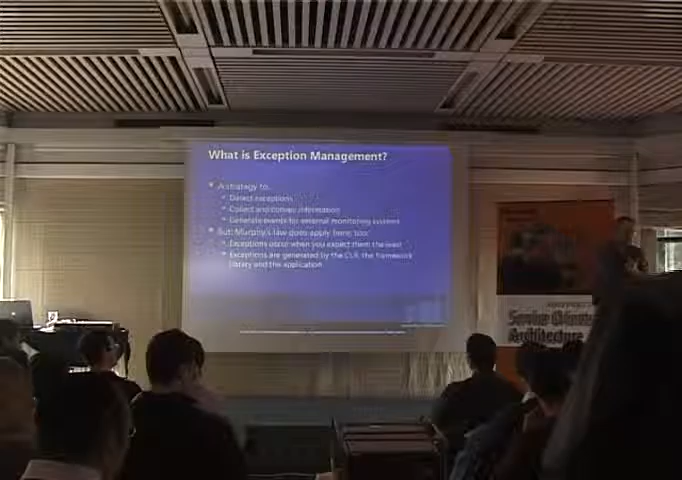 What is Exception Management?
A strategy to:
Detect exceptions
Collect and convey information
Generate events for external monitoring systems
But: Murphy's law does apply here, too!
Exceptions occur when you expect them the least
Exceptions are generated by the CLR, the framework
library and the application
Service Oriented
Architecture